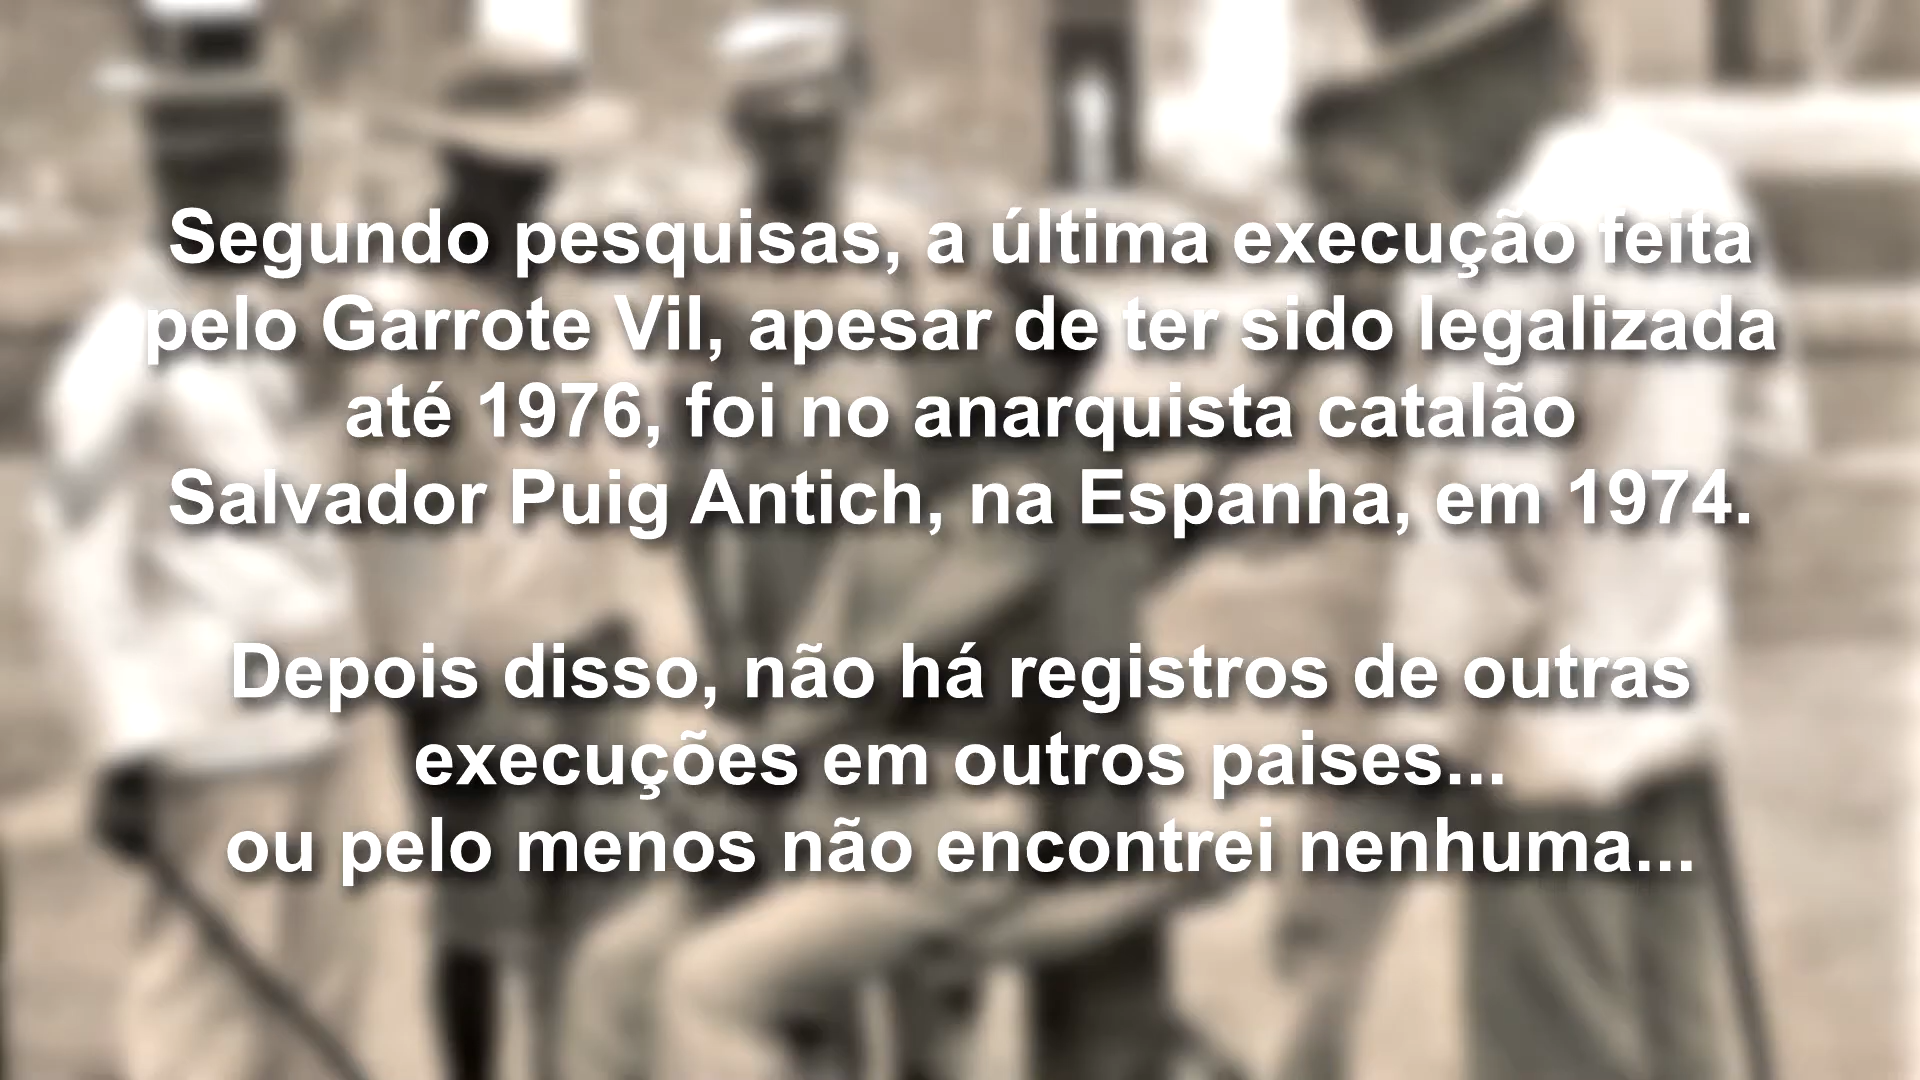 Segundo pesquisas, a última execução feita
pelo Garrote Vil, apesar de ter sido legalizada
até 1976, foi no anarquista catalão
Salvador Puig Antich, na Espanha, em 1974.
Depois disso, não há registros de outras
execuções em outros paises...
ou pelo menos não encontrei nenhuma...